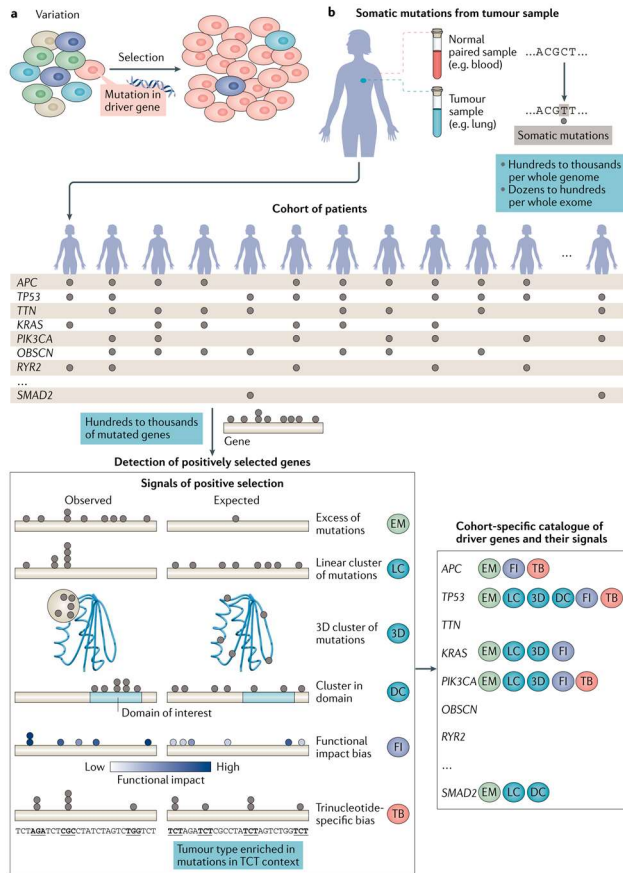 a
Variation
Selection
Mutation in
driver gene
b
Somatic mutations from tumour sample
Normal
paired sample
(e.g. blood)
...ACGCT...
Tumour
sample
(e.g. lung)
...ACGTT...
Somatic mutations
• Hundreds to thousands
per whole genome
• Dozens to hundreds
per whole exome
Cohort of patients
...
APC
TP53
TTN
KRAS
PIK3CA
OBSCN
RYR2
...
SMAD2
Hundreds to thousands
of mutated genes
Gene
Detection of positively selected genes
Signals of positive selection
Observed
Expected
Excess of
mutations
EM
Linear cluster
of mutations
LC
3D cluster of
mutations
3D
Cluster in
domain
DC
Domain of interest
Functional
impact bias
FI
Low
High
Functional impact
Trinucleotide-
specific bias
TB
TCTAGATCTCGCCTATCTAGTCTGGTCT
TCTAGATCTCGCCTATCTAGTCTGGTCT
Tumour type enriched in
mutations in TCT context
Cohort-specific catalogue of
driver genes and their signals
APC EM FI TB
TP53 EM LC 3D DC FI TB
TTN
KRAS EM LC 3D FI
PIK3CA EM LC 3D FI TB
OBSCN
RYR2
...
SMAD2 EM LC DC